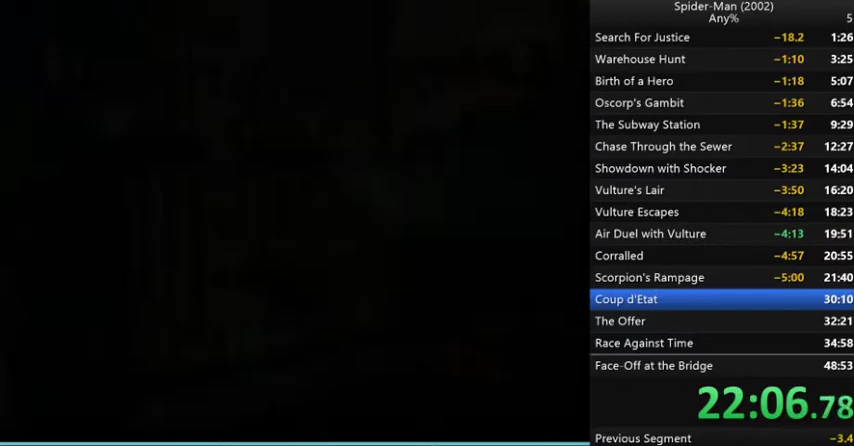 Spider-Man (2002)
Any% 5
Search For Justice −18.2 1:26
Warehouse Hunt −1:10 3:25
Birth of a Hero −1:18 5:07
Oscorp's Gambit −1:36 6:54
The Subway Station −1:37 9:29
Chase Through the Sewer −2:37 12:27
Showdown with Shocker −3:23 14:04
Vulture's Lair −3:50 16:20
Vulture Escapes −4:18 18:23
Air Duel with Vulture −4:13 19:51
Corralled −4:57 20:55
Scorpion's Rampage −5:00 21:40
Coup d'Etat 30:10
The Offer 32:21
Race Against Time 34:58
Face-Off at the Bridge 48:53
22:06.78
Previous Segment −3.4